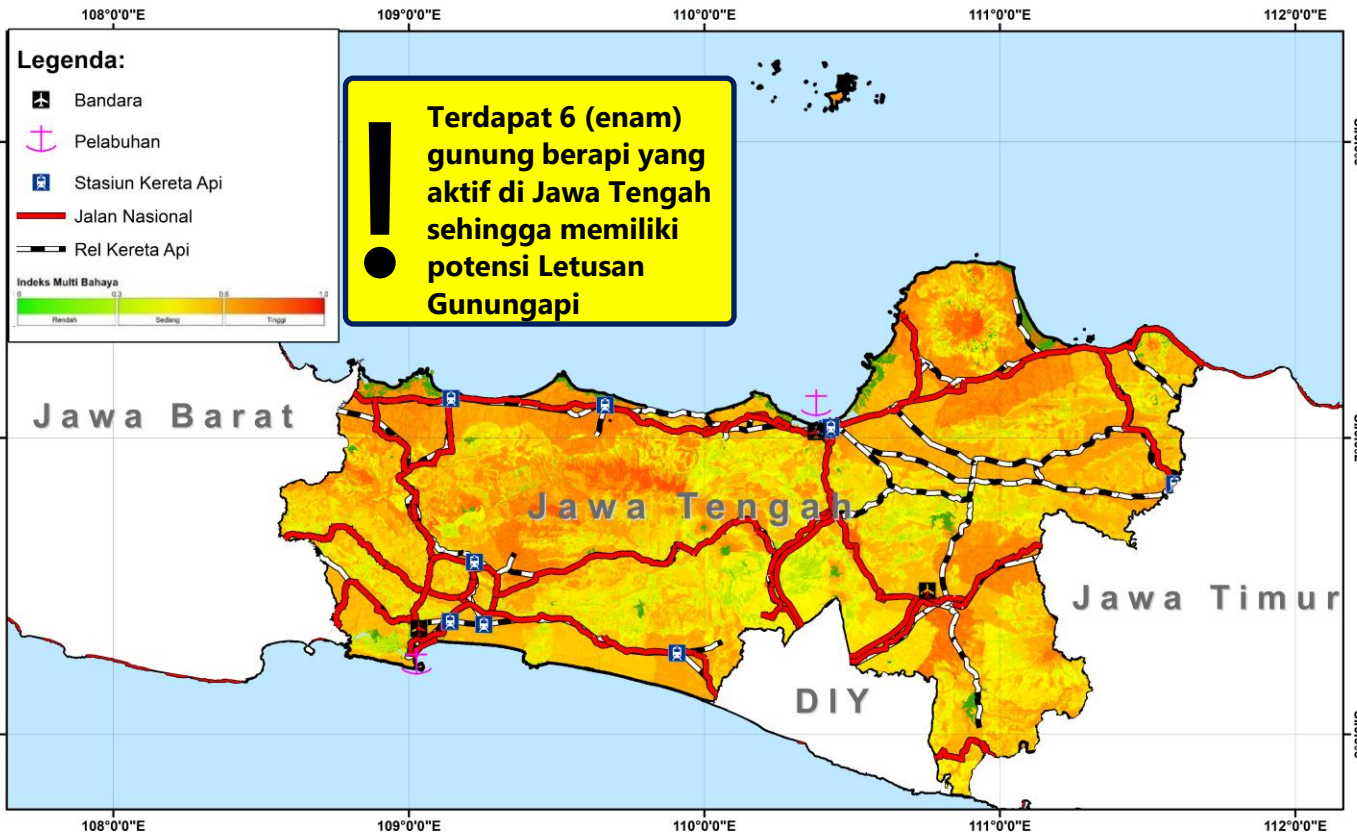 108°0'0"E 109°0'0"E 110°0'0"E 111°0'0"E 112°0'0"E
Legenda:
Bandara
Pelabuhan
Stasiun Kereta Api
Jalan Nasional
Rel Kereta Api
Indeks Multi Bahaya
0 0,3 0,6 1,0
Rendah Sedang Tinggi
Terdapat 6 (enam)
gunung berapi yang
aktif di Jawa Tengah
sehingga memiliki
potensi Letusan
Gunungapi
Jawa Barat
Jawa Tengah
Jawa Timur
DIY
108°0'0"E 109°0'0"E 110°0'0"E 111°0'0"E 112°0'0"E